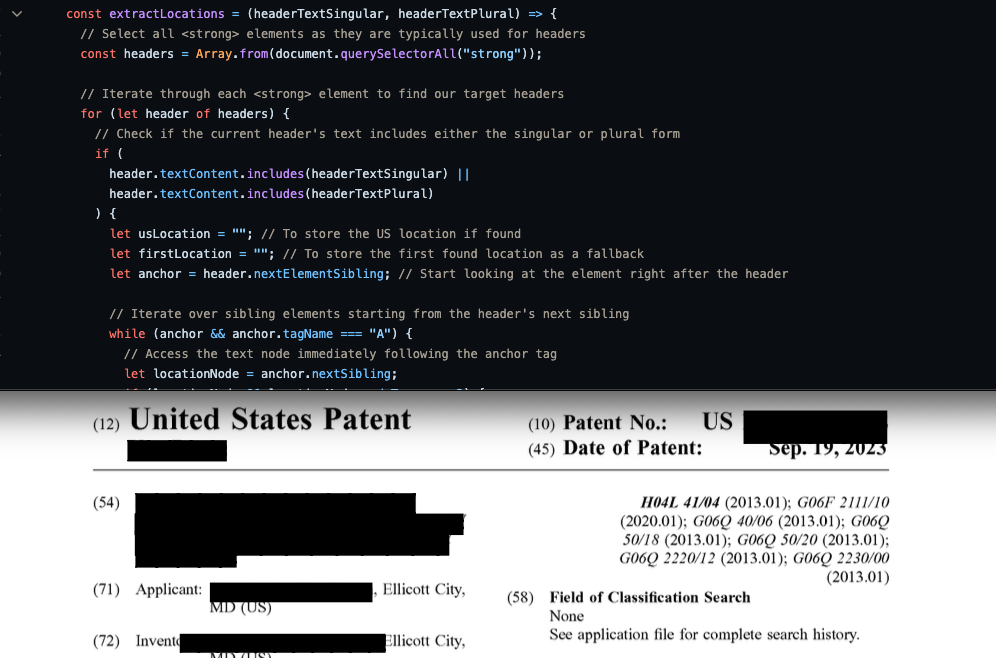 const extractLocations = (headerTextSingular, headerTextPlural) => {
// Select all <strong> elements as they are typically used for headers
const headers = Array.from(document.querySelectorAll("strong"));
// Iterate through each <strong> element to find our target headers
for (let header of headers) {
// Check if the current header's text includes either the singular or plural form
if (
header.textContent.includes(headerTextSingular) ||
header.textContent.includes(headerTextPlural)
) {
let usLocation = ""; // To store the US location if found
let firstLocation = ""; // To store the first found location as a fallback
let anchor = header.nextElementSibling; // Start looking at the element right after the header
// Iterate over sibling elements starting from the header's next sibling
while (anchor && anchor.tagName === "A") {
// Access the text node immediately following the anchor tag
let locationNode = anchor.nextSibling;
(12) United States Patent
(10) Patent No.: US
(45) Date of Patent: Sep. 19, 2023
(54)
H04L 41/04 (2013.01); G06F 2111/10
(2020.01); G06Q 40/06 (2013.01); G06Q
50/18 (2013.01); G06Q 50/20 (2013.01);
G06Q 2220/12 (2013.01); G06Q 2230/00
(2013.01)
(71) Applicant: , Ellicott City,
MD (US)
(72) Ellicott City,
MD (US)
(58) Field of Classification Search
None
See application file for complete search history.